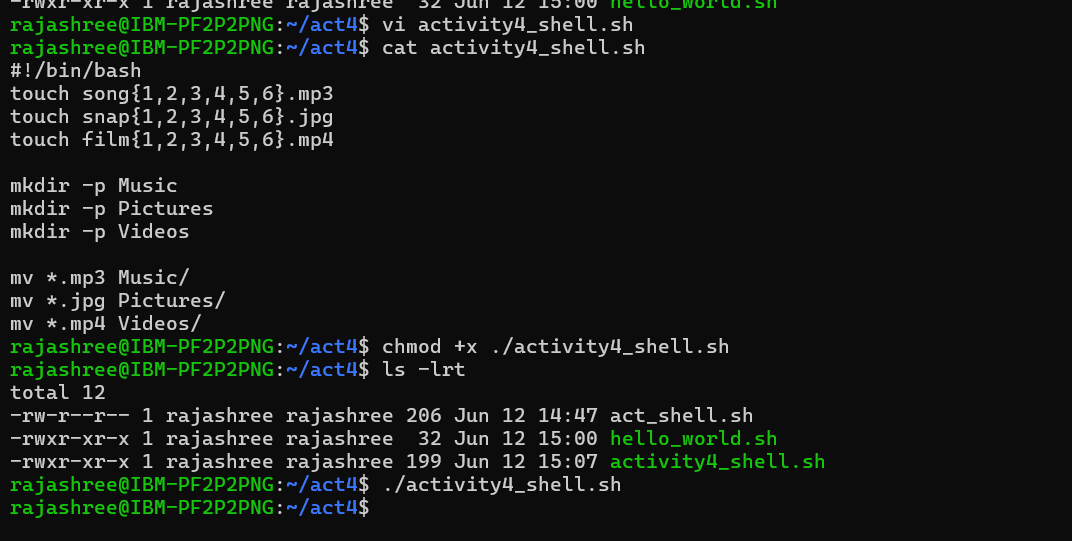 -rwxr-xr-x 1 rajashree rajashree  32 Jun 12 15:00 hello_world.sh
rajashree@IBM-PF2P2PNG:~/act4$ vi activity4_shell.sh
rajashree@IBM-PF2P2PNG:~/act4$ cat activity4_shell.sh
#!/bin/bash
touch song{1,2,3,4,5,6}.mp3
touch snap{1,2,3,4,5,6}.jpg
touch film{1,2,3,4,5,6}.mp4
mkdir -p Music
mkdir -p Pictures
mkdir -p Videos
mv *.mp3 Music/
mv *.jpg Pictures/
mv *.mp4 Videos/
rajashree@IBM-PF2P2PNG:~/act4$ chmod +x ./activity4_shell.sh
rajashree@IBM-PF2P2PNG:~/act4$ ls -lrt
total 12
-rw-r--r-- 1 rajashree rajashree 206 Jun 12 14:47 act_shell.sh
-rwxr-xr-x 1 rajashree rajashree  32 Jun 12 15:00 hello_world.sh
-rwxr-xr-x 1 rajashree rajashree 199 Jun 12 15:07 activity4_shell.sh
rajashree@IBM-PF2P2PNG:~/act4$ ./activity4_shell.sh
rajashree@IBM-PF2P2PNG:~/act4$